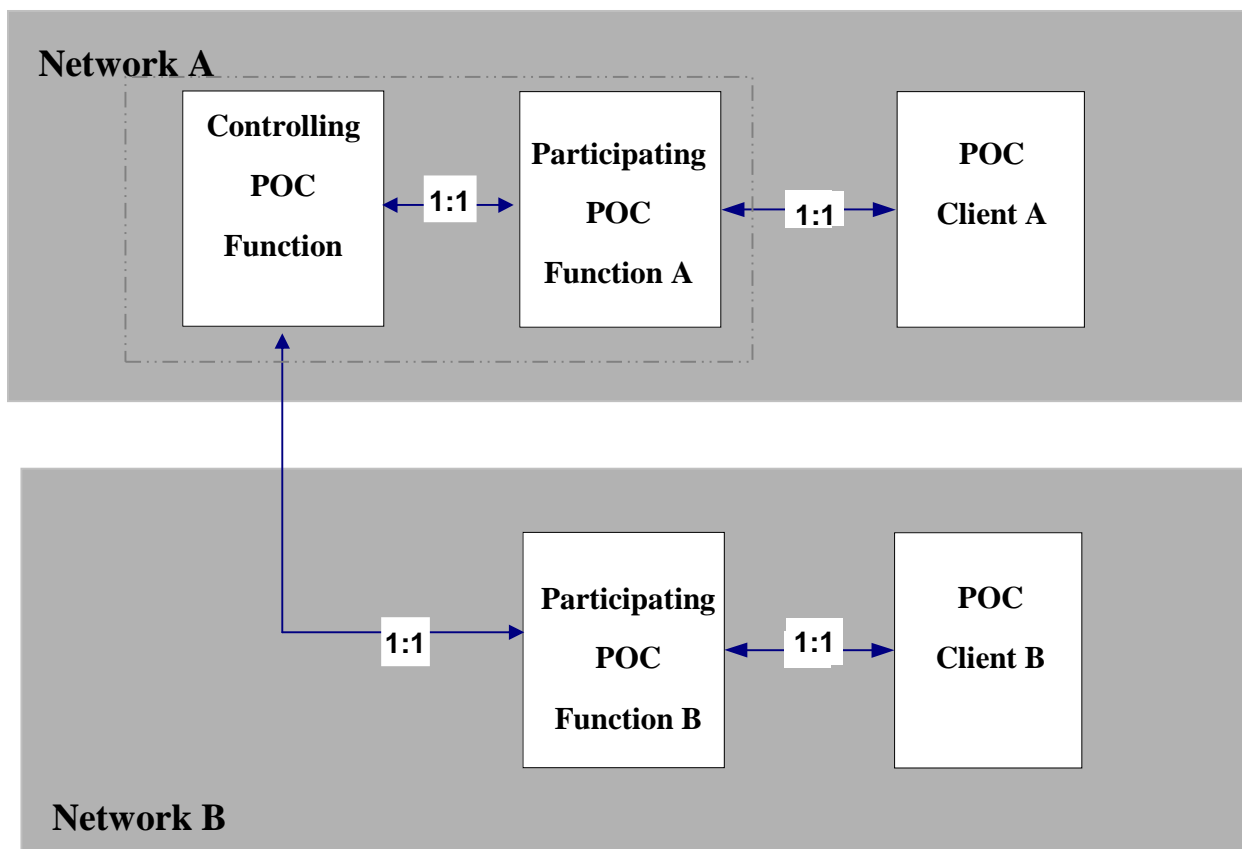 Network A
Controlling
POC
Function
1:1
Participating
POC
Function A
1:1
POC
Client A
1:1
Participating
POC
Function B
1:1
POC
Client B
Network B